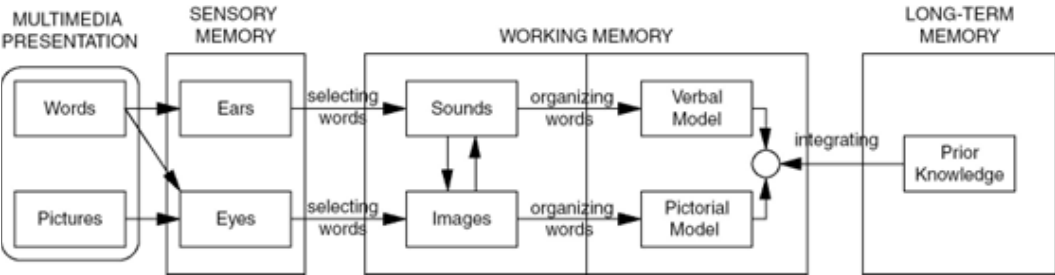 MULTIMEDIA
PRESENTATION
SENSORY
MEMORY
WORKING MEMORY
LONG-TERM
MEMORY
Words
Ears
selecting
words
Sounds
organizing
words
Verbal
Model
integrating
Prior
Knowledge
Pictures
Eyes
selecting
words
Images
organizing
words
Pictorial
Model